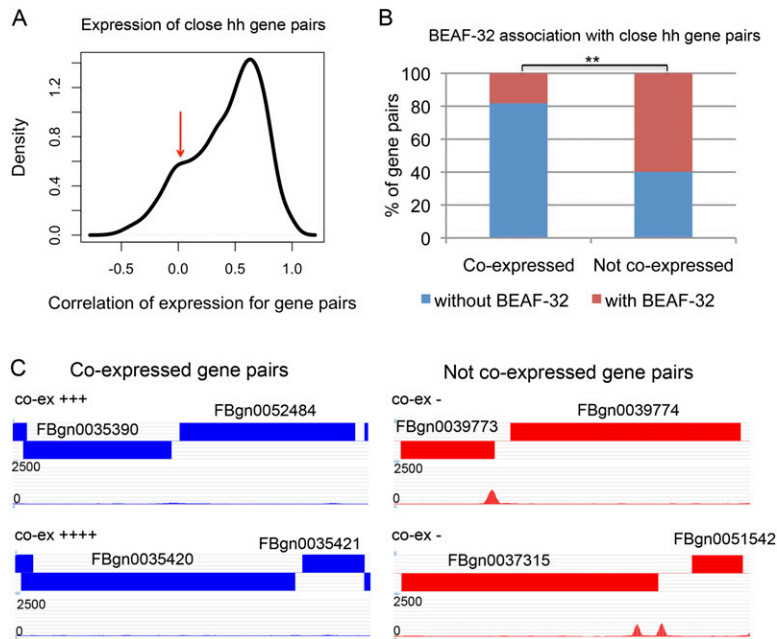 A
Expression of close hh gene pairs
Density
0.0 0.4 0.8 1.2
-0.5 0.0 0.5 1.0
Correlation of expression for gene pairs
B
BEAF-32 association with close hh gene pairs
**
% of gene pairs
100
80
60
40
20
0
Co-expressed Not co-expressed
without BEAF-32 with BEAF-32
C
Co-expressed gene pairs
co-ex +++
FBgn0052484
FBgn0035390
2500
0
co-ex ++++
FBgn0035421
FBgn0035420
2500
0
Not co-expressed gene pairs
co-ex -
FBgn0039774
FBgn0039773
2500
0
co-ex -
FBgn0051542
FBgn0037315
2500
0